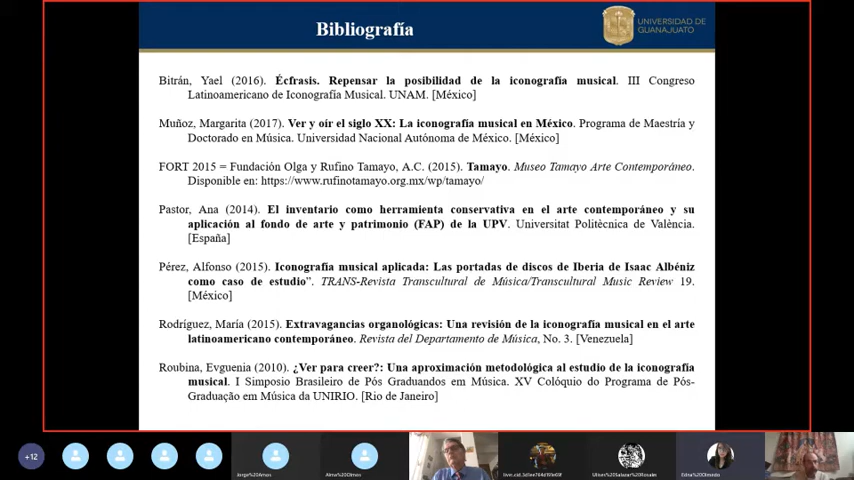 Bibliografía
UNIVERSIDAD DE
GUANAJUATO
Bitrán, Yael (2016). Écfrasis. Repensar la posibilidad de la iconografía musical. III Congreso
Latinoamericano de Iconografía Musical. UNAM. [México]
Muñoz, Margarita (2017). Ver y oír el siglo XX: La iconografía musical en México. Programa de Maestría y
Doctorado en Música. Universidad Nacional Autónoma de México. [México]
FORT 2015 = Fundación Olga y Rufino Tamayo, A.C. (2015). Tamayo. Museo Tamayo Arte Contemporáneo.
Disponible en: https://www.rufinotamayo.org.mx/wp/tamayo/
Pastor, Ana (2014). El inventario como herramienta conservativa en el arte contemporáneo y su
aplicación al fondo de arte y patrimonio (FAP) de la UPV. Universitat Politècnica de València.
[España]
Pérez, Alfonso (2015). Iconografía musical aplicada: Las portadas de discos de Iberia de Isaac Albéniz
como caso de estudio”. TRANS-Revista Transcultural de Música/Transcultural Music Review 19.
[México]
Rodríguez, María (2015). Extravagancias organológicas: Una revisión de la iconografía musical en el arte
latinoamericano contemporáneo. Revista del Departamento de Música, No. 3. [Venezuela]
Roubina, Evguenia (2010). ¿Ver para creer?: Una aproximación metodológica al estudio de la iconografía
musical. I Simposio Brasileiro de Pós Graduandos em Música. XV Colóquio do Programa de Pós-
Graduação em Música da UNIRIO. [Rio de Janeiro]
+12